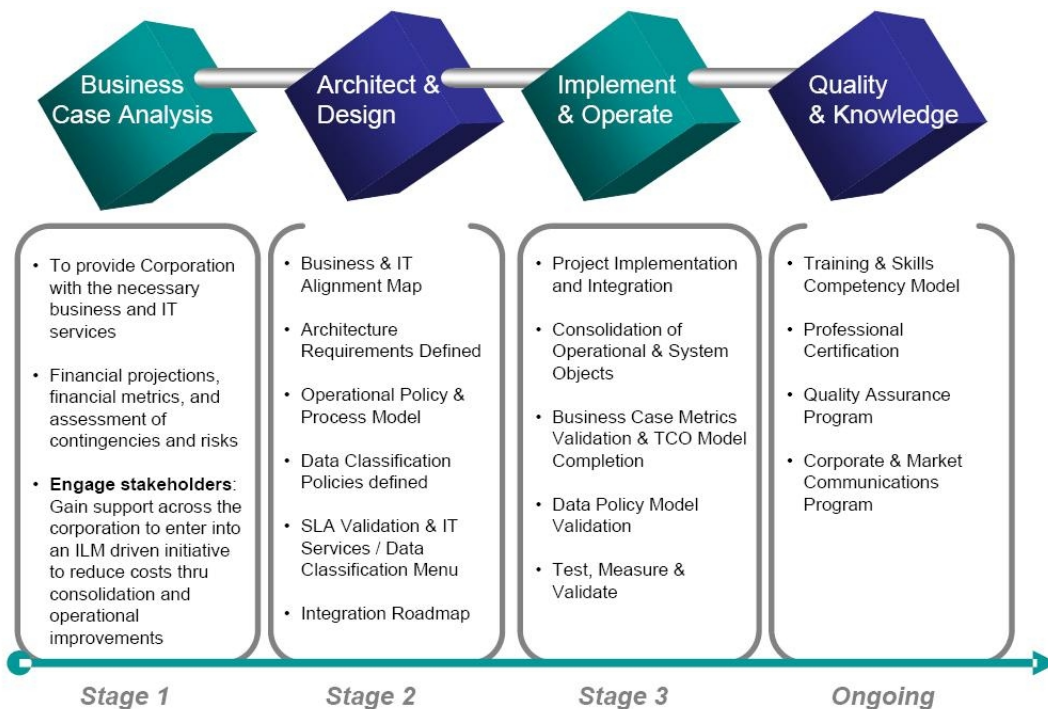 Business
Case Analysis
Architect &
Design
Implement
& Operate
Quality
& Knowledge
• To provide Corporation
with the necessary
business and IT
services
• Financial projections,
financial metrics, and
assessment of
contingencies and risks
• Engage stakeholders:
Gain support across the
corporation to enter into
an ILM driven initiative
to reduce costs thru
consolidation and
operational
improvements
• Business & IT
Alignment Map
• Architecture
Requirements Defined
• Operational Policy &
Process Model
• Data Classification
Policies defined
• SLA Validation & IT
Services / Data
Classification Menu
• Integration Roadmap
• Project Implementation
and Integration
• Consolidation of
Operational & System
Objects
• Business Case Metrics
Validation & TCO Model
Completion
• Data Policy Model
Validation
• Test, Measure &
Validate
• Training & Skills
Competency Model
• Professional
Certification
• Quality Assurance
Program
• Corporate & Market
Communications
Program
Stage 1
Stage 2
Stage 3
Ongoing